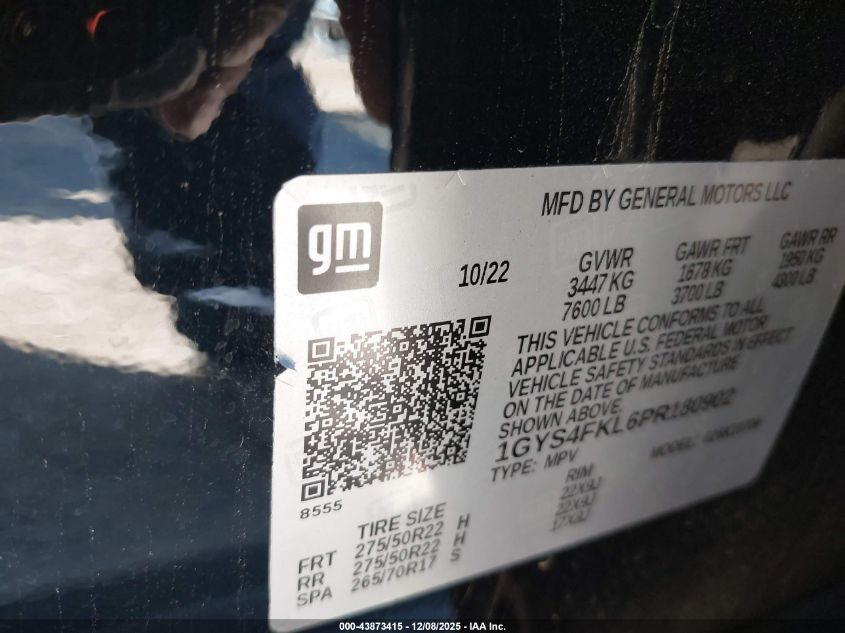 gm
MFD BY GENERAL MOTORS LLC
10/22
GVWR
3447 KG
7600 LB
GAWR FRT
1678 KG
3700 LB
GAWR RR
1950 KG
4300 LB
THIS VEHICLE CONFORMS TO ALL
APPLICABLE U.S. FEDERAL MOTOR
VEHICLE SAFETY STANDARDS IN EFFECT
ON THE DATE OF MANUFACTURE
SHOWN ABOVE.
1GYS4FKL6PR180902
TYPE: MPV
MODEL:
8555
TIRE SIZE
RIM
FRT 275/50R22 H 22X9J
RR 275/50R22 H 22X9J
SPA 265/70R17 S 17X8J
000-43873415 - 12/08/2025 - IAA Inc.